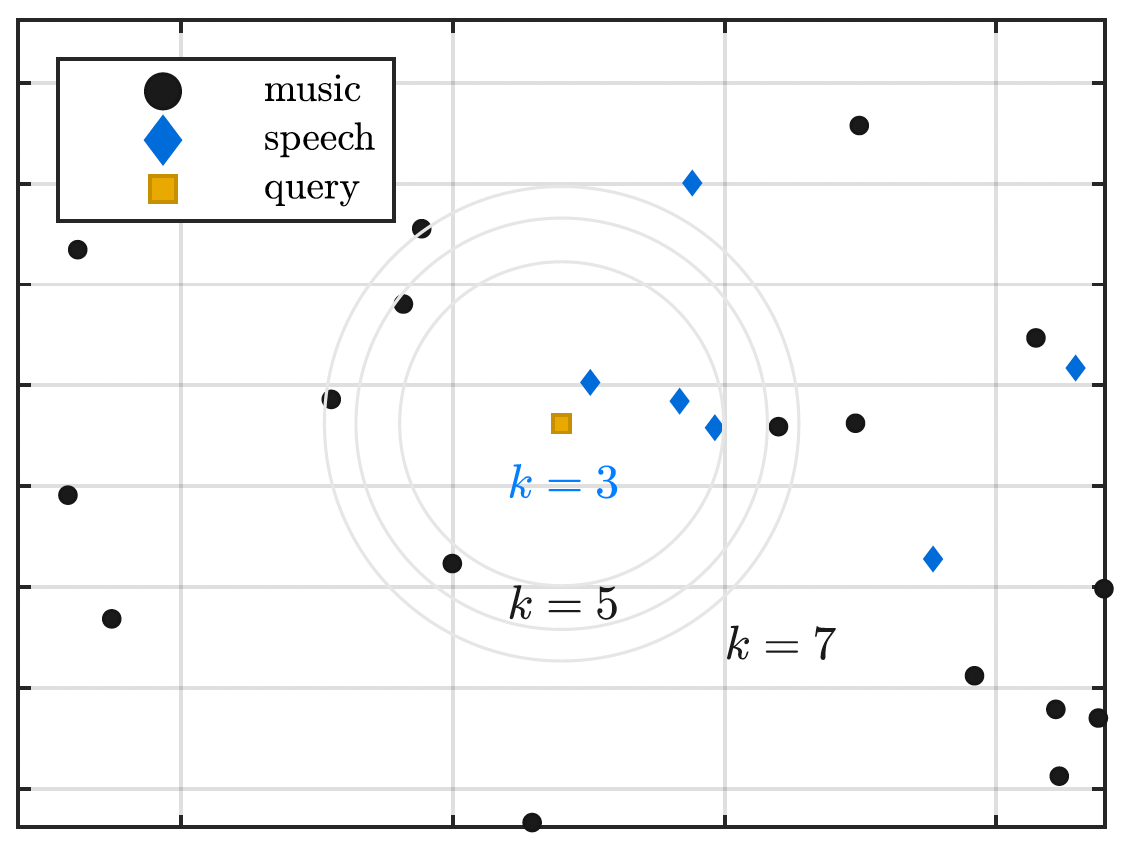 music
speech
query
k = 3
k = 5
k = 7